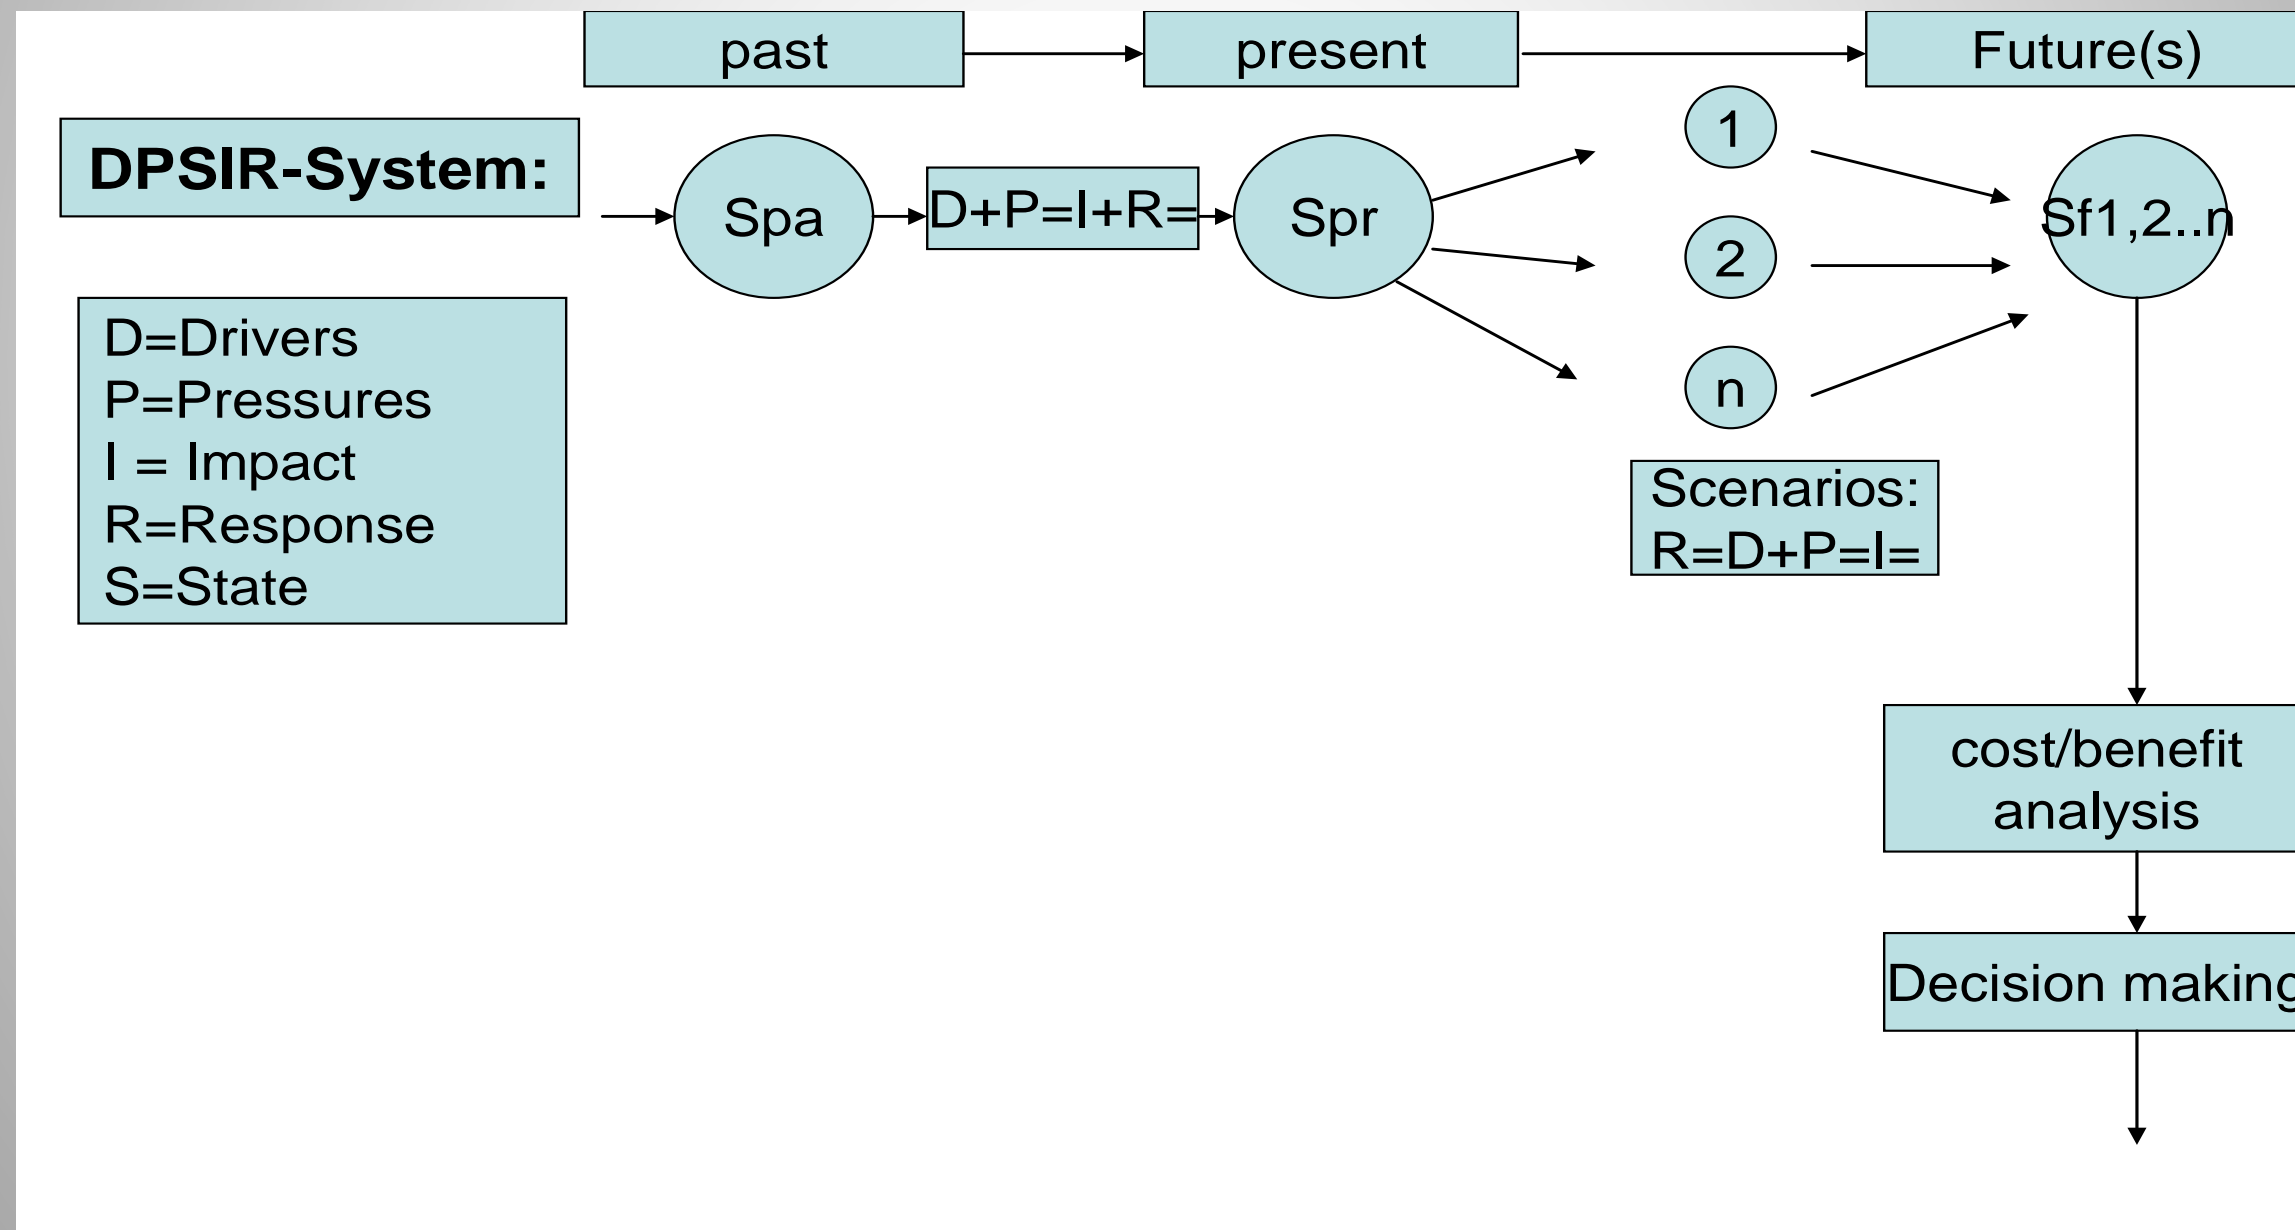 past
present
Future(s)
DPSIR-System:
Spa
D+P=I+R=
Spr
1
2
n
Sf1,2..n
D=Drivers
P=Pressures
I = Impact
R=Response
S=State
Scenarios:
R=D+P=I=
cost/benefit
analysis
Decision making